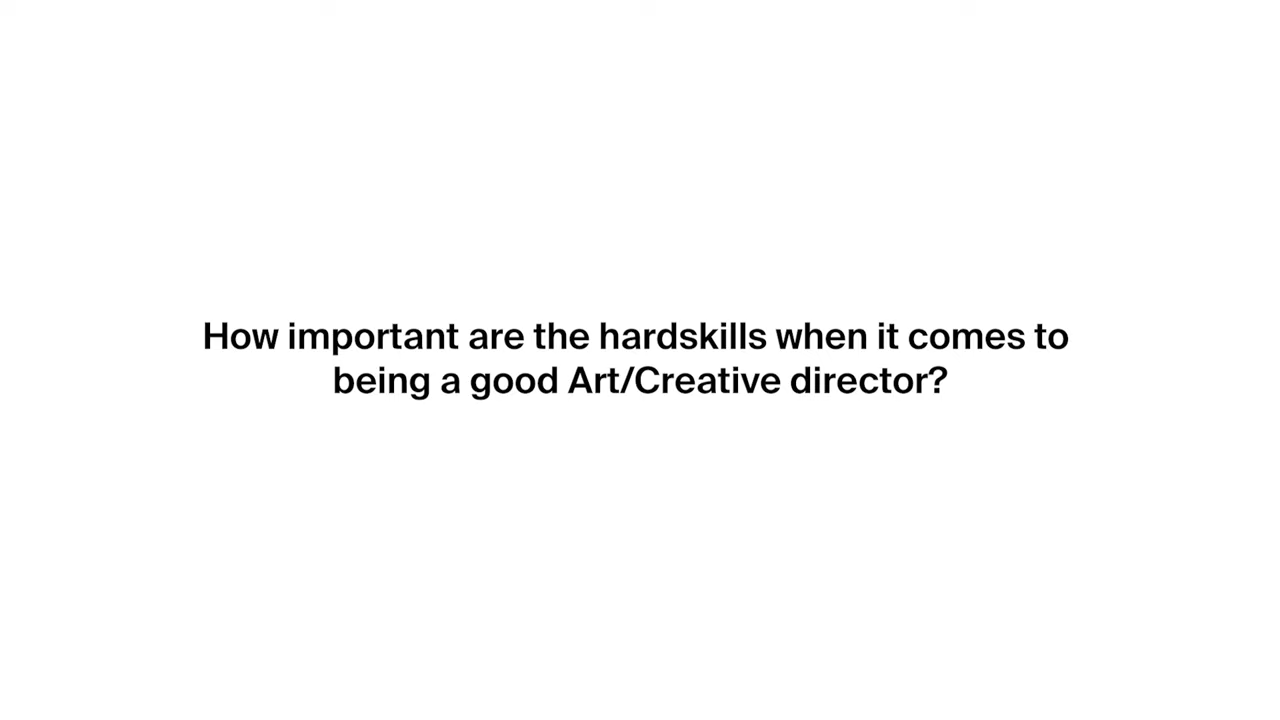 How important are the hardskills when it comes to
being a good Art/Creative director?